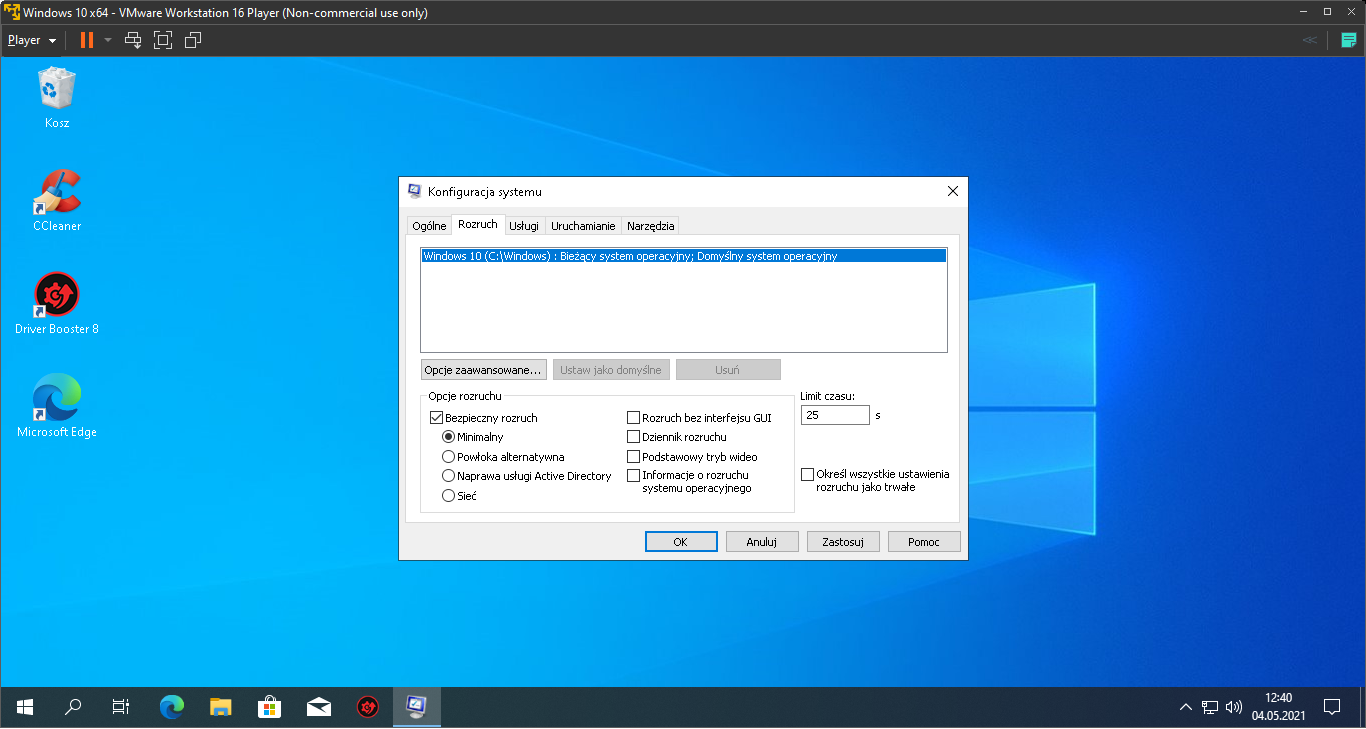 Windows 10 x64 - VMware Workstation 16 Player (Non-commercial use only)
Player
Kosz
CCleaner
Driver Booster 8
Microsoft Edge
Konfiguracja systemu
Ogólne Rozruch Usługi Uruchamianie Narzędzia
Windows 10 (C:\Windows) : Bieżący system operacyjny; Domyślny system operacyjny
Opcje zaawansowane... Ustaw jako domyślne Usuń
Opcje rozruchu
Bezpieczny rozruch
Minimalny
Powłoka alternatywna
Naprawa usługi Active Directory
Sieć
Rozruch bez interfejsu GUI
Dziennik rozruchu
Podstawowy tryb wideo
Informacje o rozruchu
systemu operacyjnego
Limit czasu:
25 s
Określ wszystkie ustawienia
rozruchu jako trwałe
OK Anuluj Zastosuj Pomoc
12:40
04.05.2021